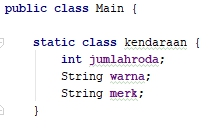 public class Main {
static class kendaraan {
int jumlahroda;
String warna;
String merk;
}